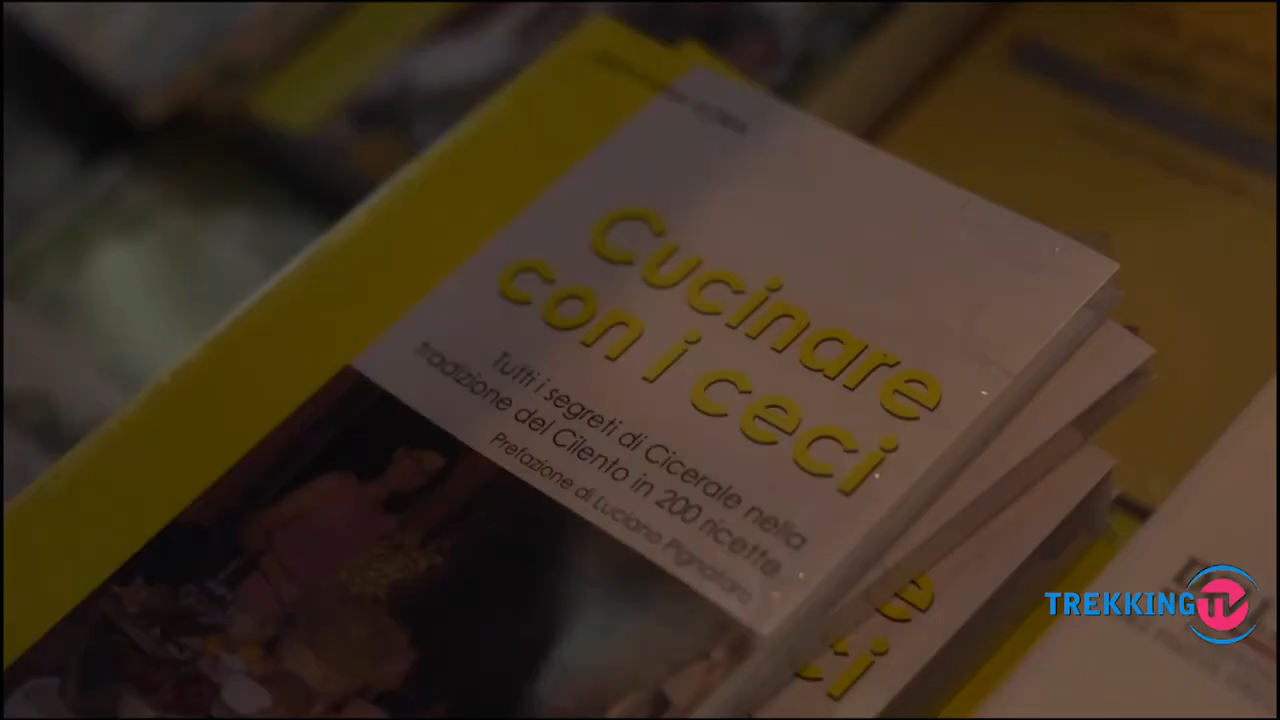 Cucinare
con i ceci
Tutti i segreti di Cicerale nella
tradizione del Cilento in 200 ricette
Prefazione di Luciano Pignataro
e
ci
TREKKING TV